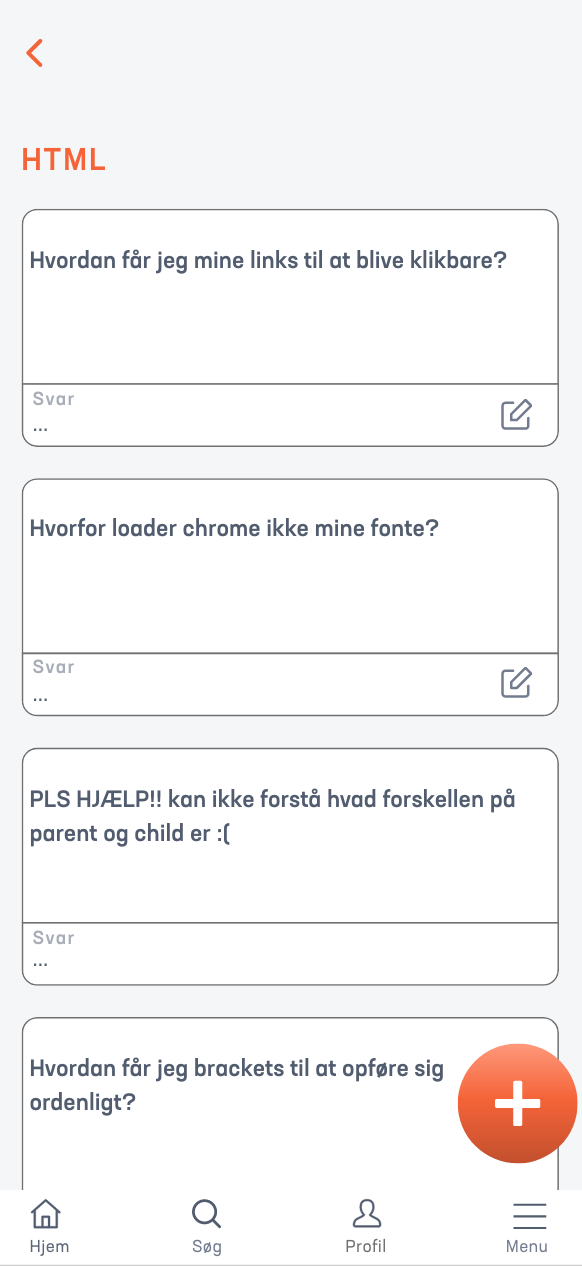 HTML
Hvordan får jeg mine links til at blive klikbare?
Svar
...
Hvorfor loader chrome ikke mine fonte?
Svar
...
PLS HJÆLP!! kan ikke forstå hvad forskellen på
parent og child er :(
Svar
...
Hvordan får jeg brackets til at opføre sig
ordenligt?
Hjem
Søg
Profil
Menu